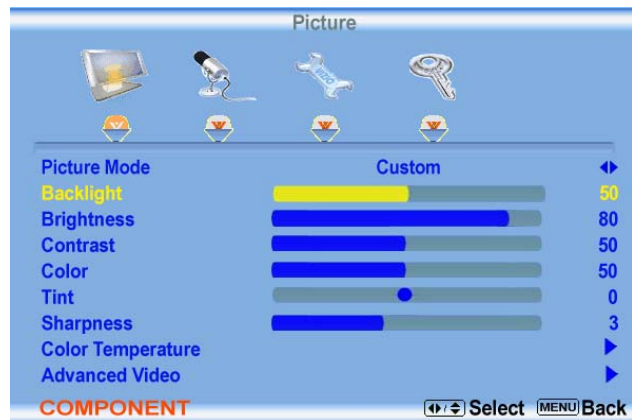 Picture
Picture Mode Custom
Backlight 50
Brightness 80
Contrast 50
Color 50
Tint 0
Sharpness 3
Color Temperature
Advanced Video
COMPONENT Select MENU Back